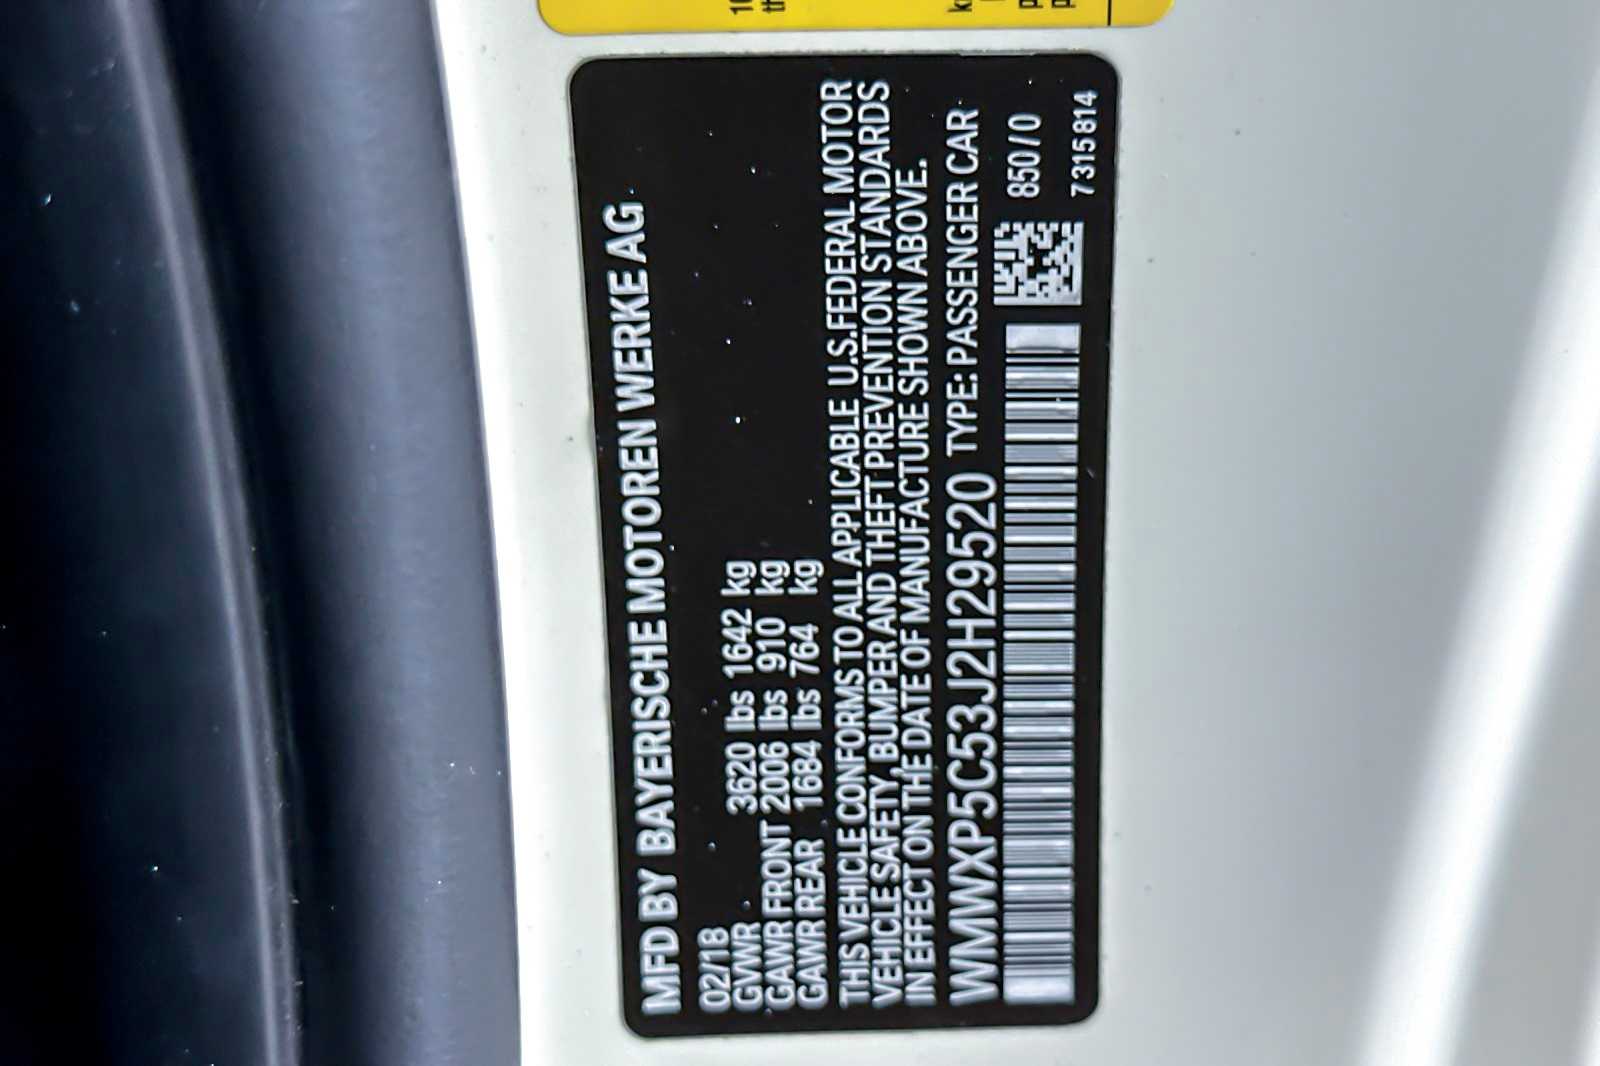 MFD BY BAYERISCHE MOTOREN WERKE AG
02/18
GVWR 3620 lbs 1642 kg
GAWR FRONT 2006 lbs 910 kg
GAWR REAR 1684 lbs 764 kg
THIS VEHICLE CONFORMS TO ALL APPLICABLE U.S.FEDERAL MOTOR
VEHICLE SAFETY, BUMPER AND THEFT PREVENTION STANDARDS
IN EFFECT ON THE DATE OF MANUFACTURE SHOWN ABOVE.
WMWXP5C53J2H29520 TYPE: PASSENGER CAR
850/0
7315814